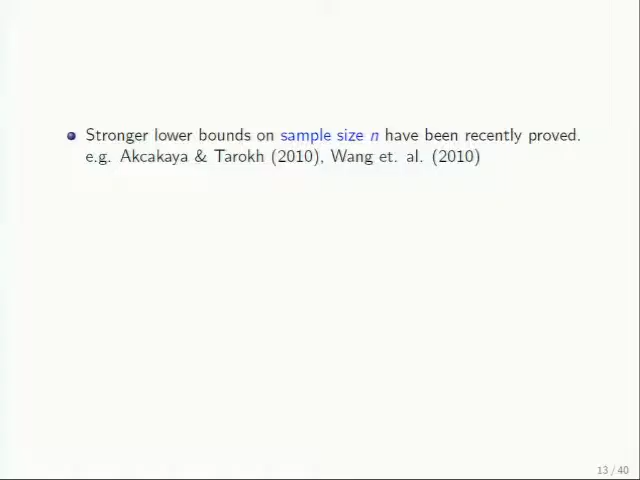 Stronger lower bounds on sample size n have been recently proved.
e.g. Akcakaya & Tarokh (2010), Wang et. al. (2010)
13 / 40